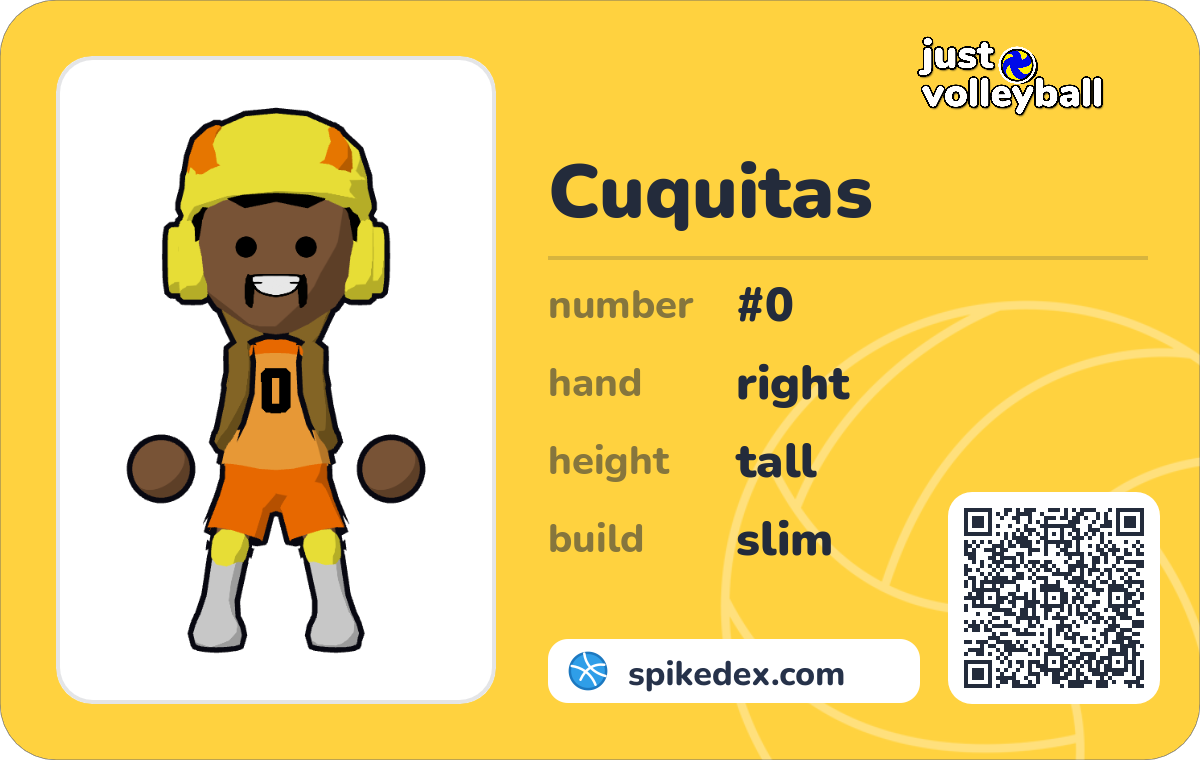 just
volleyball
Cuquitas
number #0
hand right
height tall
build slim
0
spikedex.com